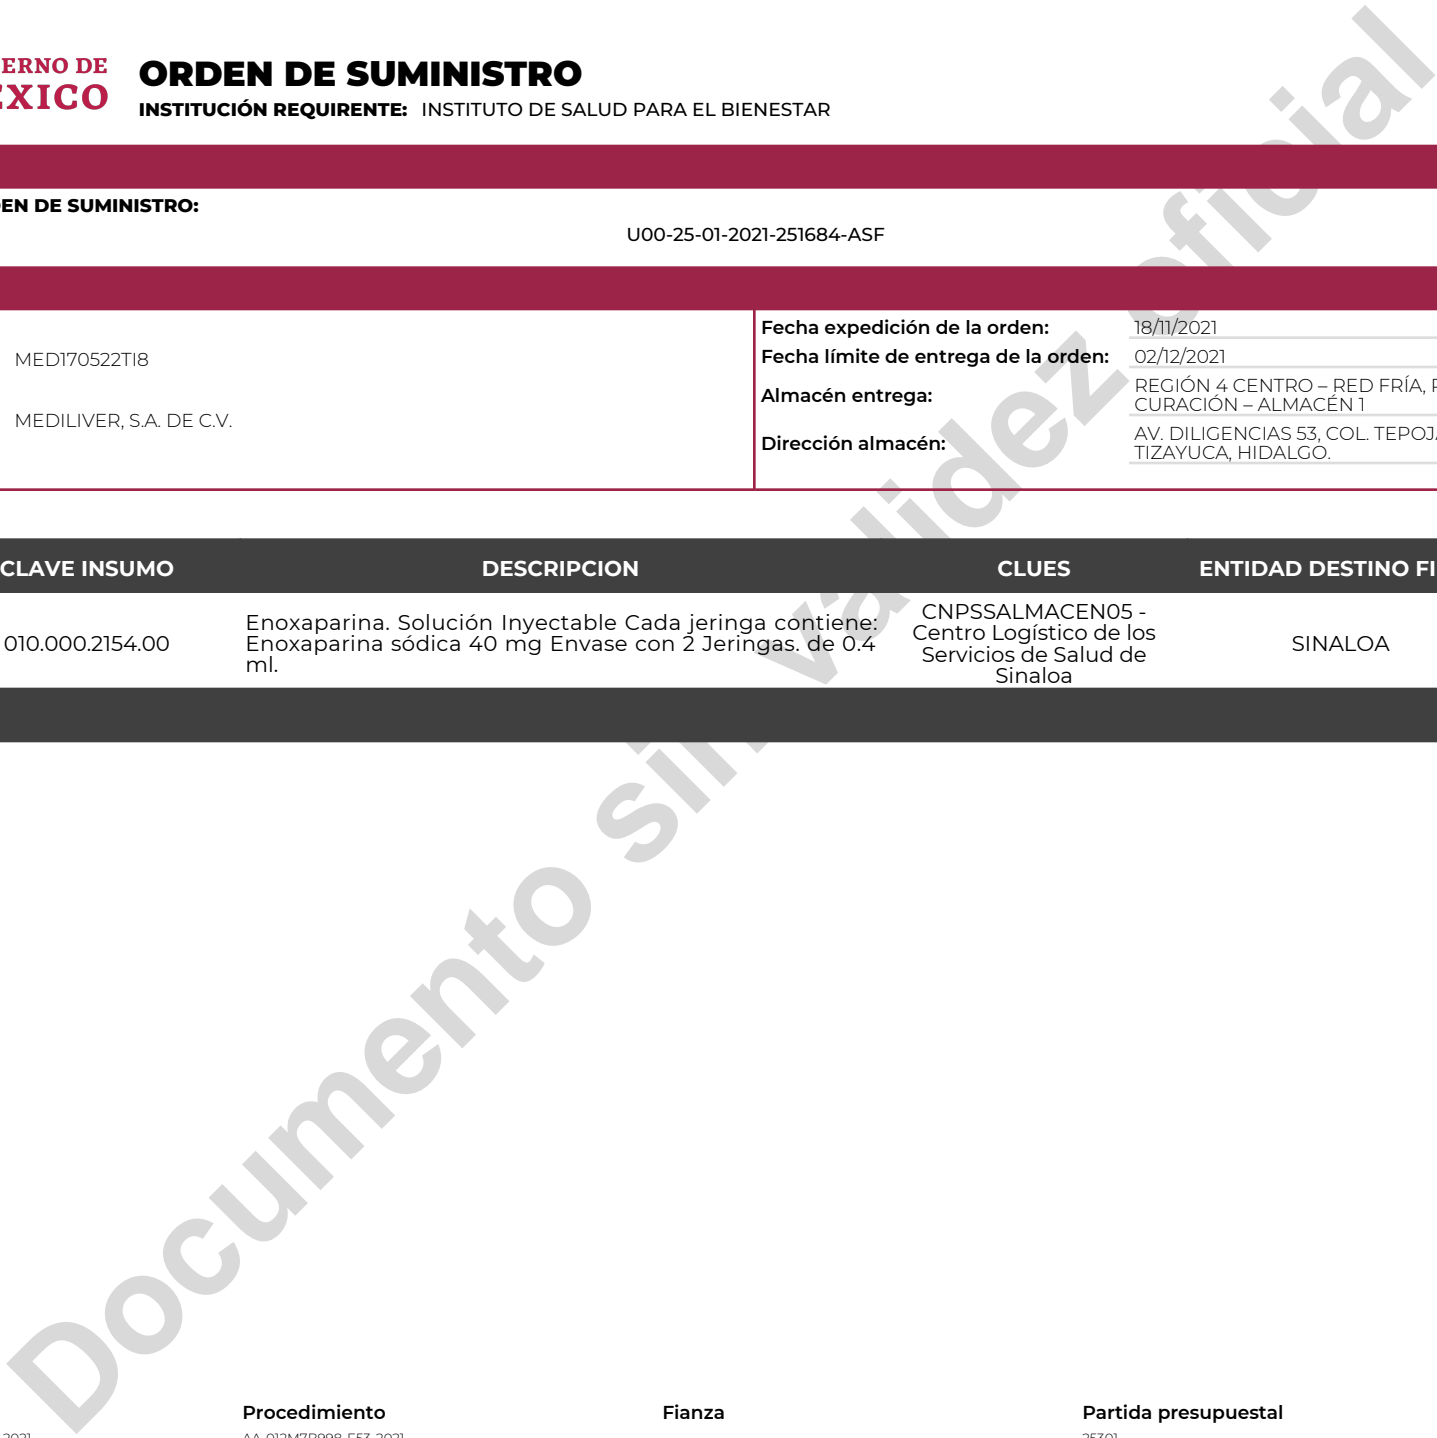 ERNO DE
ÉXICO
ORDEN DE SUMINISTRO
INSTITUCIÓN REQUIRENTE: INSTITUTO DE SALUD PARA EL BIENESTAR
EN DE SUMINISTRO:
U00-25-01-2021-251684-ASF
MED170522TI8
MEDILIVER, S.A. DE C.V.
Fecha expedición de la orden: 18/11/2021
Fecha límite de entrega de la orden: 02/12/2021
Almacén entrega:
REGIÓN 4 CENTRO – RED FRÍA,
CURACIÓN – ALMACÉN 1
Dirección almacén:
AV. DILIGENCIAS 53, COL. TEPOJA
TIZAYUCA, HIDALGO.
CLAVE INSUMO DESCRIPCION CLUES ENTIDAD DESTINO FI
010.000.2154.00
Enoxaparina. Solución Inyectable Cada jeringa contiene:
Enoxaparina sódica 40 mg Envase con 2 Jeringas. de 0.4
ml.
CNPSSALMACEN05 -
Centro Logístico de los
Servicios de Salud de
Sinaloa
SINALOA
Documento sin validez oficial
Procedimiento Fianza Partida presupuestal